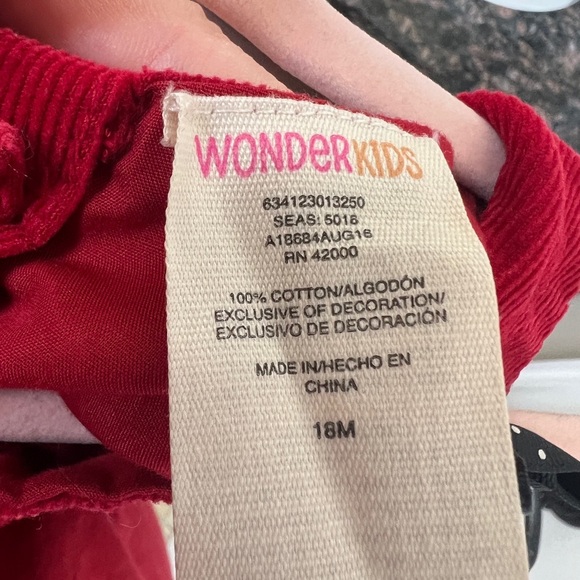 WONDERKIDS
634123013250
SEAS: 5016
A18684AUG16
RN 42000
100% COTTON/ALGODÓN
EXCLUSIVE OF DECORATION/
EXCLUSIVO DE DECORACIÓN
MADE IN/HECHO EN
CHINA
18M